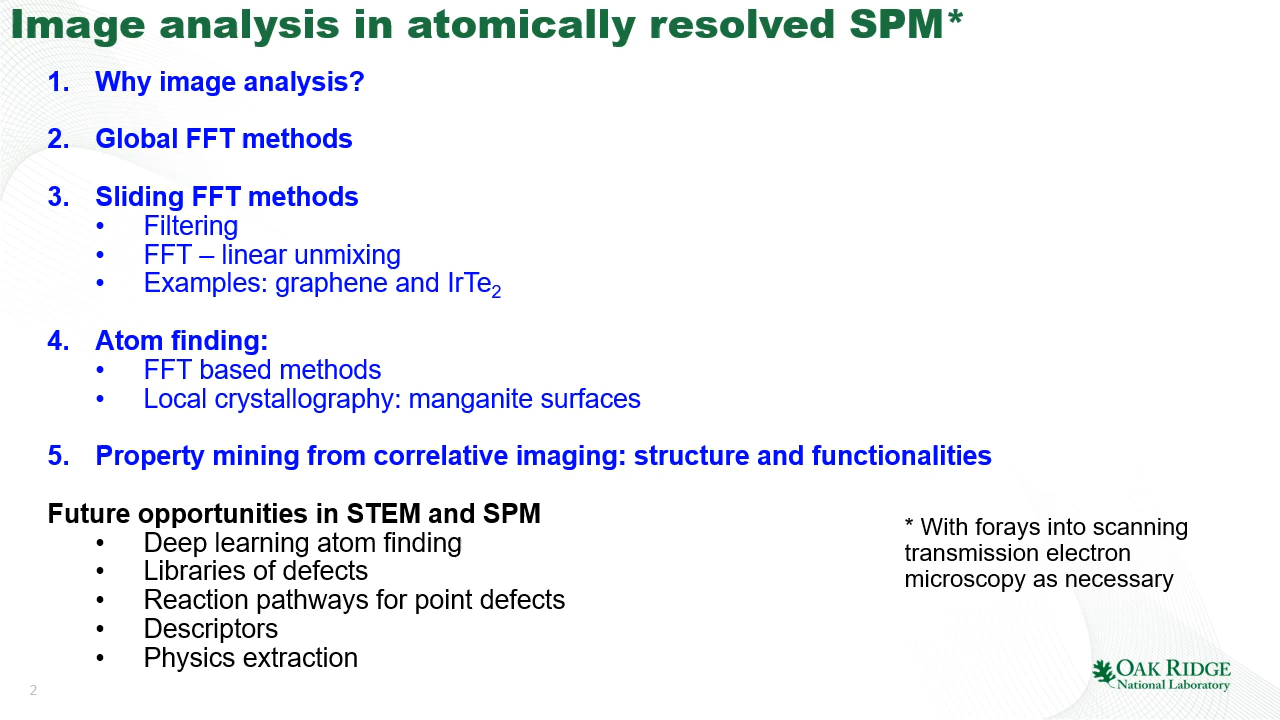 Image analysis in atomically resolved SPM*
1. Why image analysis?
2. Global FFT methods
3. Sliding FFT methods
• Filtering
• FFT – linear unmixing
• Examples: graphene and IrTe₂
4. Atom finding:
• FFT based methods
• Local crystallography: manganite surfaces
5. Property mining from correlative imaging: structure and functionalities
Future opportunities in STEM and SPM
• Deep learning atom finding
• Libraries of defects
• Reaction pathways for point defects
• Descriptors
• Physics extraction
* With forays into scanning
transmission electron
microscopy as necessary
2
OAK RIDGE
National Laboratory